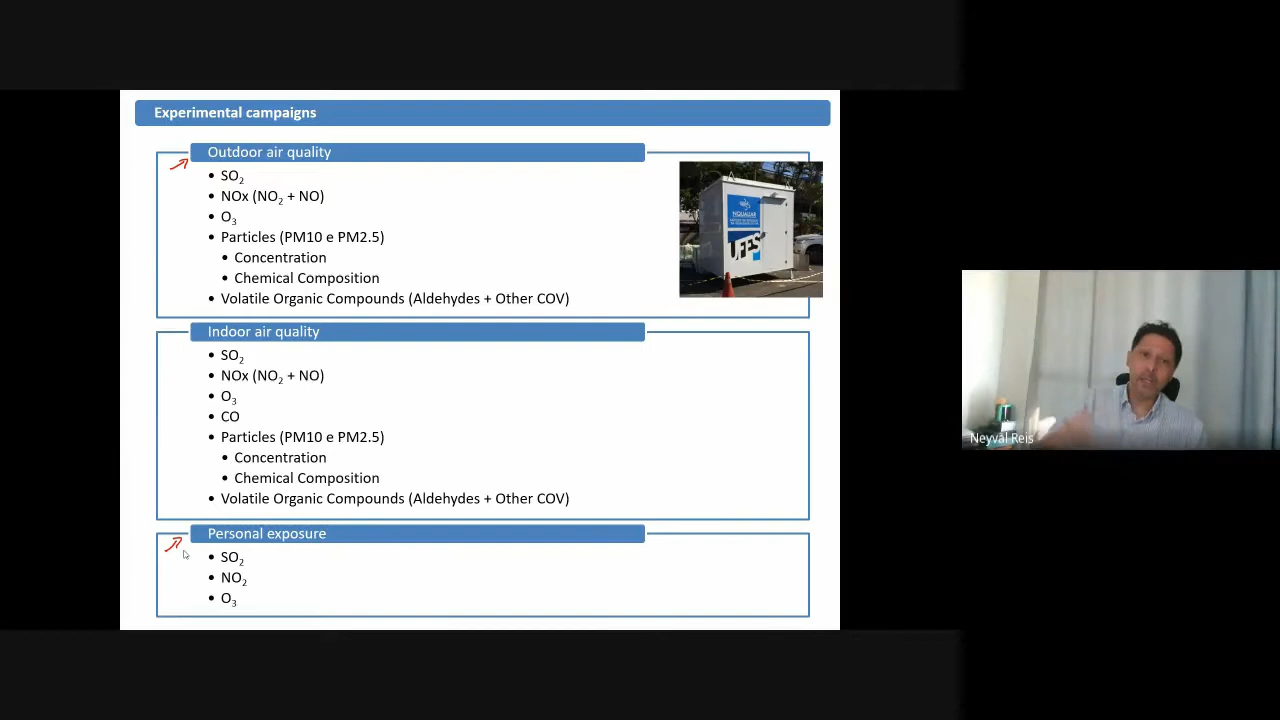 Experimental campaigns
Outdoor air quality
• SO₂
• NOx (NO₂ + NO)
• O₃
• Particles (PM10 e PM2.5)
• Concentration
• Chemical Composition
• Volatile Organic Compounds (Aldehydes + Other COV)
NQUALIAR
UFES
Indoor air quality
• SO₂
• NOx (NO₂ + NO)
• O₃
• CO
• Particles (PM10 e PM2.5)
• Concentration
• Chemical Composition
• Volatile Organic Compounds (Aldehydes + Other COV)
Personal exposure
• SO₂
• NO₂
• O₃
Neyval Reis